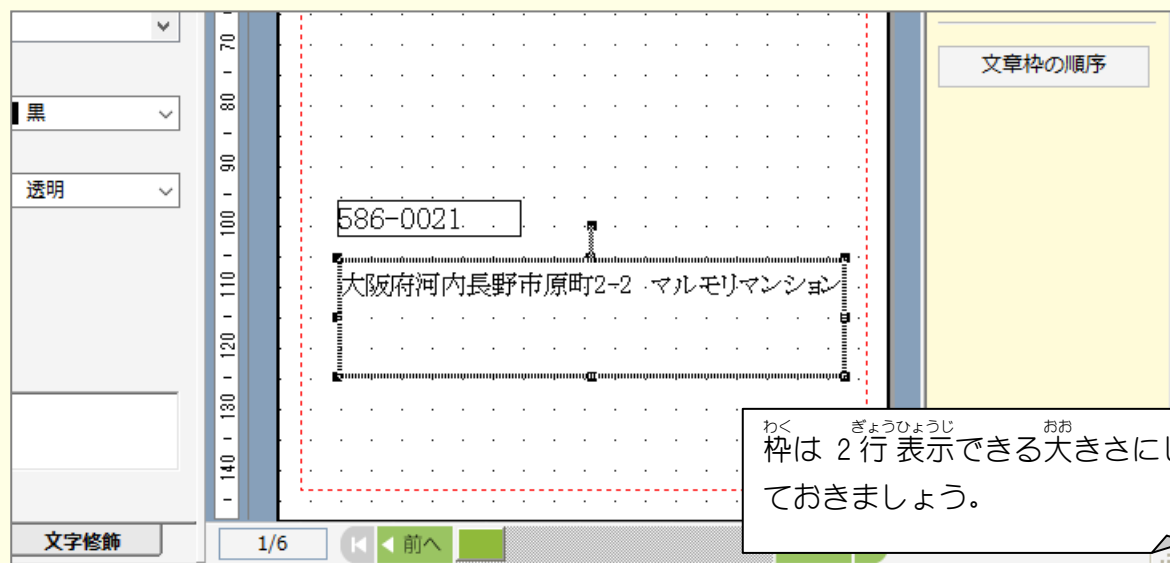 70
80
90
100
110
120
130
140
黒
透明
文字修飾
586-0021
大阪府河内長野市原町2-2 マルモリマンション
1/6
前へ
文章枠の順序
わく ぎょうひょうじ おお
枠は 2行 表示できる大きさにし
ておきましょう。